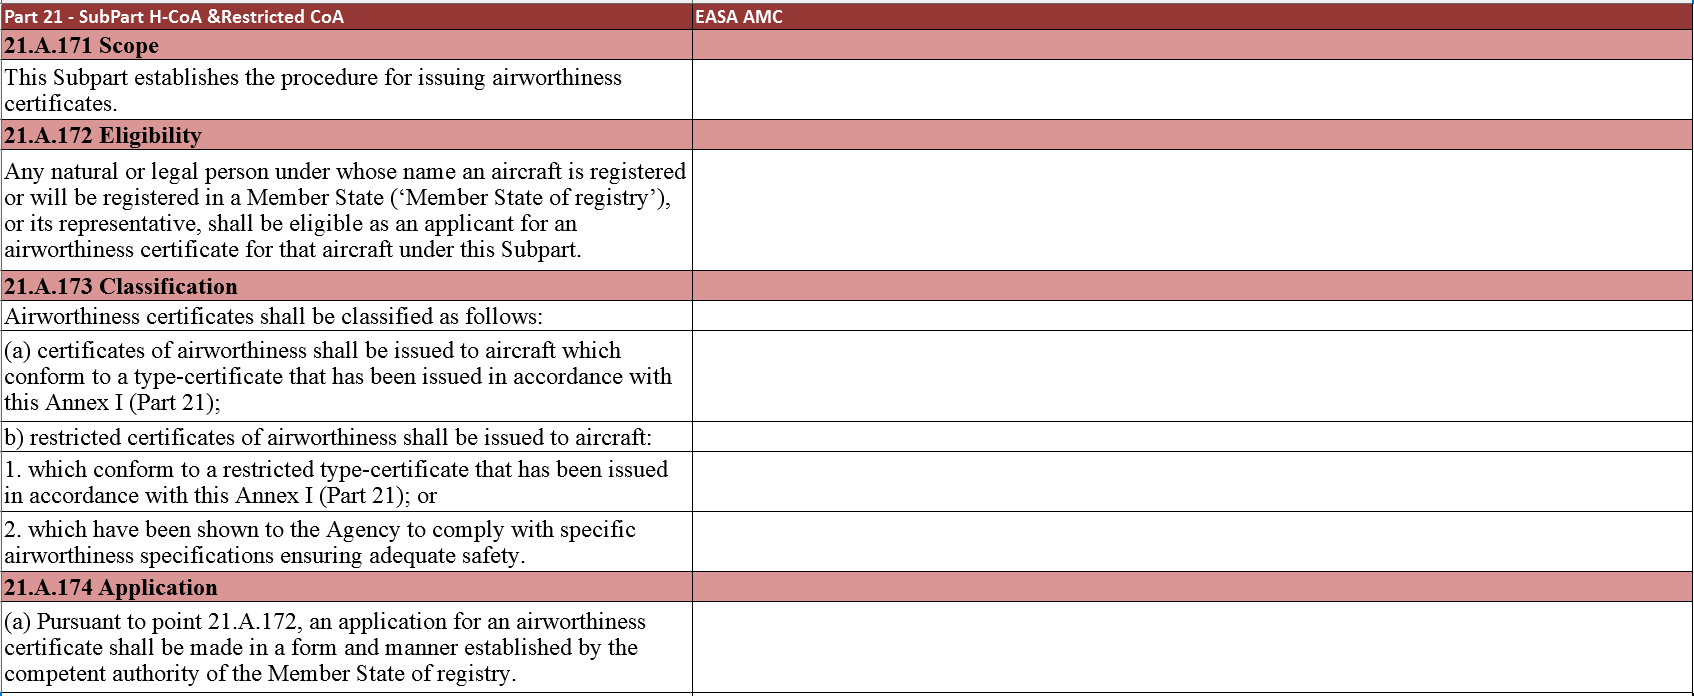 Part 21 - SubPart H-CoA &Restricted CoA
EASA AMC
21.A.171 Scope
This Subpart establishes the procedure for issuing airworthiness
certificates.
21.A.172 Eligibility
Any natural or legal person under whose name an aircraft is registered
or will be registered in a Member State (‘Member State of registry’),
or its representative, shall be eligible as an applicant for an
airworthiness certificate for that aircraft under this Subpart.
21.A.173 Classification
Airworthiness certificates shall be classified as follows:
(a) certificates of airworthiness shall be issued to aircraft which
conform to a type-certificate that has been issued in accordance with
this Annex I (Part 21);
b) restricted certificates of airworthiness shall be issued to aircraft:
1. which conform to a restricted type-certificate that has been issued
in accordance with this Annex I (Part 21); or
2. which have been shown to the Agency to comply with specific
airworthiness specifications ensuring adequate safety.
21.A.174 Application
(a) Pursuant to point 21.A.172, an application for an airworthiness
certificate shall be made in a form and manner established by the
competent authority of the Member State of registry.